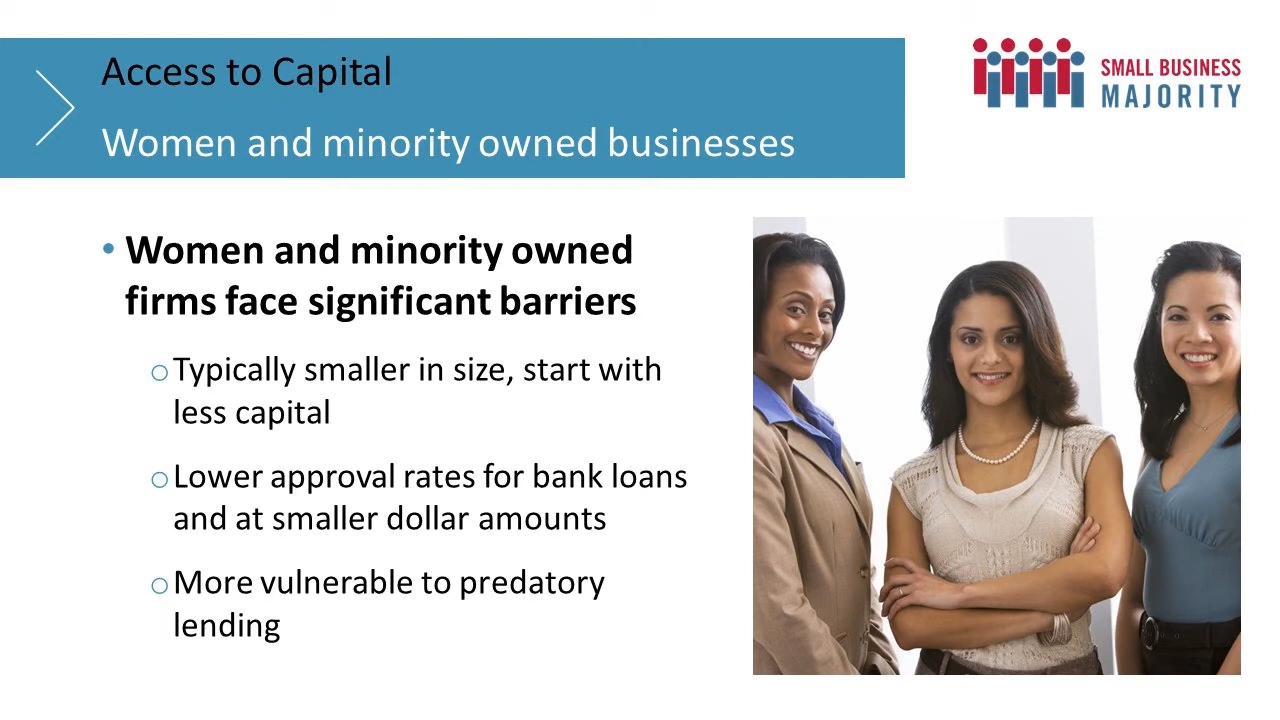 Access to Capital
Women and minority owned businesses
SMALL BUSINESS
MAJORITY
• Women and minority owned
firms face significant barriers
o Typically smaller in size, start with
less capital
o Lower approval rates for bank loans
and at smaller dollar amounts
o More vulnerable to predatory
lending